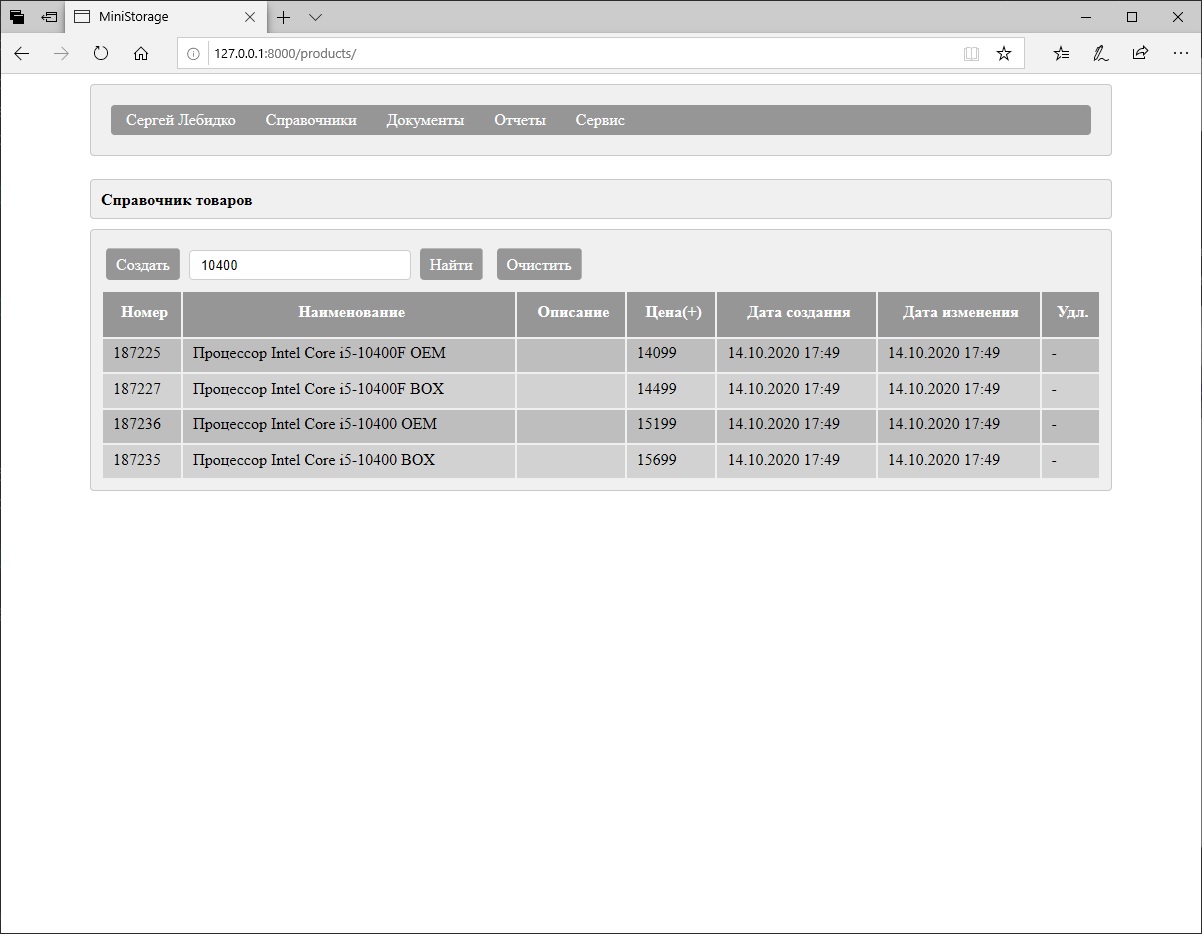 MiniStorage
127.0.0.1:8000/products/
Сергей Лебидко Справочники Документы Отчеты Сервис
Справочник товаров
Создать 10400 Найти Очистить
Номер Наименование Описание Цена(+) Дата создания Дата изменения Удл.
187225 Процессор Intel Core i5-10400F OEM 14099 14.10.2020 17:49 14.10.2020 17:49 -
187227 Процессор Intel Core i5-10400F BOX 14499 14.10.2020 17:49 14.10.2020 17:49 -
187236 Процессор Intel Core i5-10400 OEM 15199 14.10.2020 17:49 14.10.2020 17:49 -
187235 Процессор Intel Core i5-10400 BOX 15699 14.10.2020 17:49 14.10.2020 17:49 -